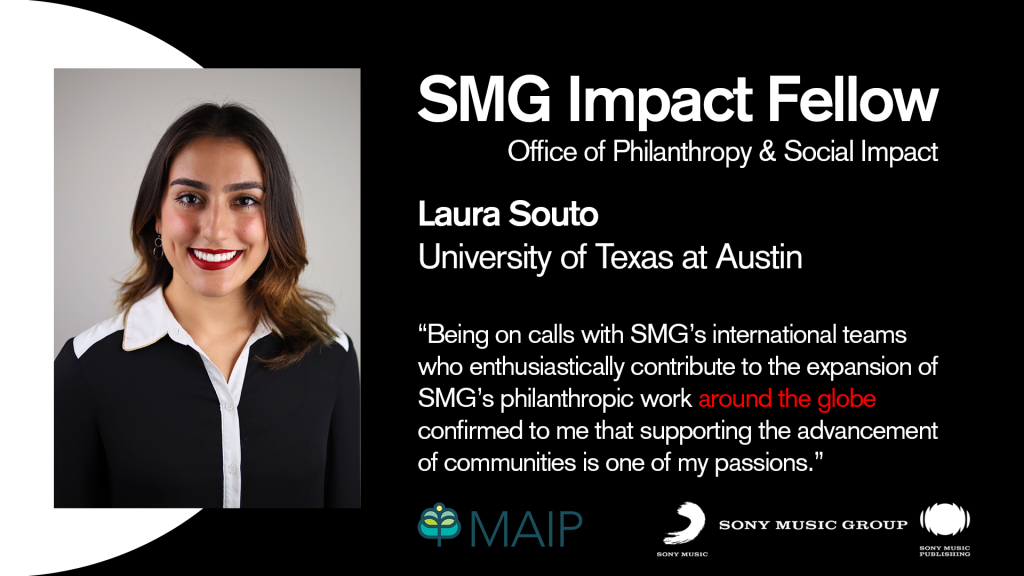 SMG Impact Fellow
Office of Philanthropy & Social Impact
Laura Souto
University of Texas at Austin
“Being on calls with SMG’s international teams
who enthusiastically contribute to the expansion of
SMG’s philanthropic work around the globe
confirmed to me that supporting the advancement
of communities is one of my passions.”
MAIP
SONY MUSIC
SONY MUSIC GROUP
SONY MUSIC
PUBLISHING